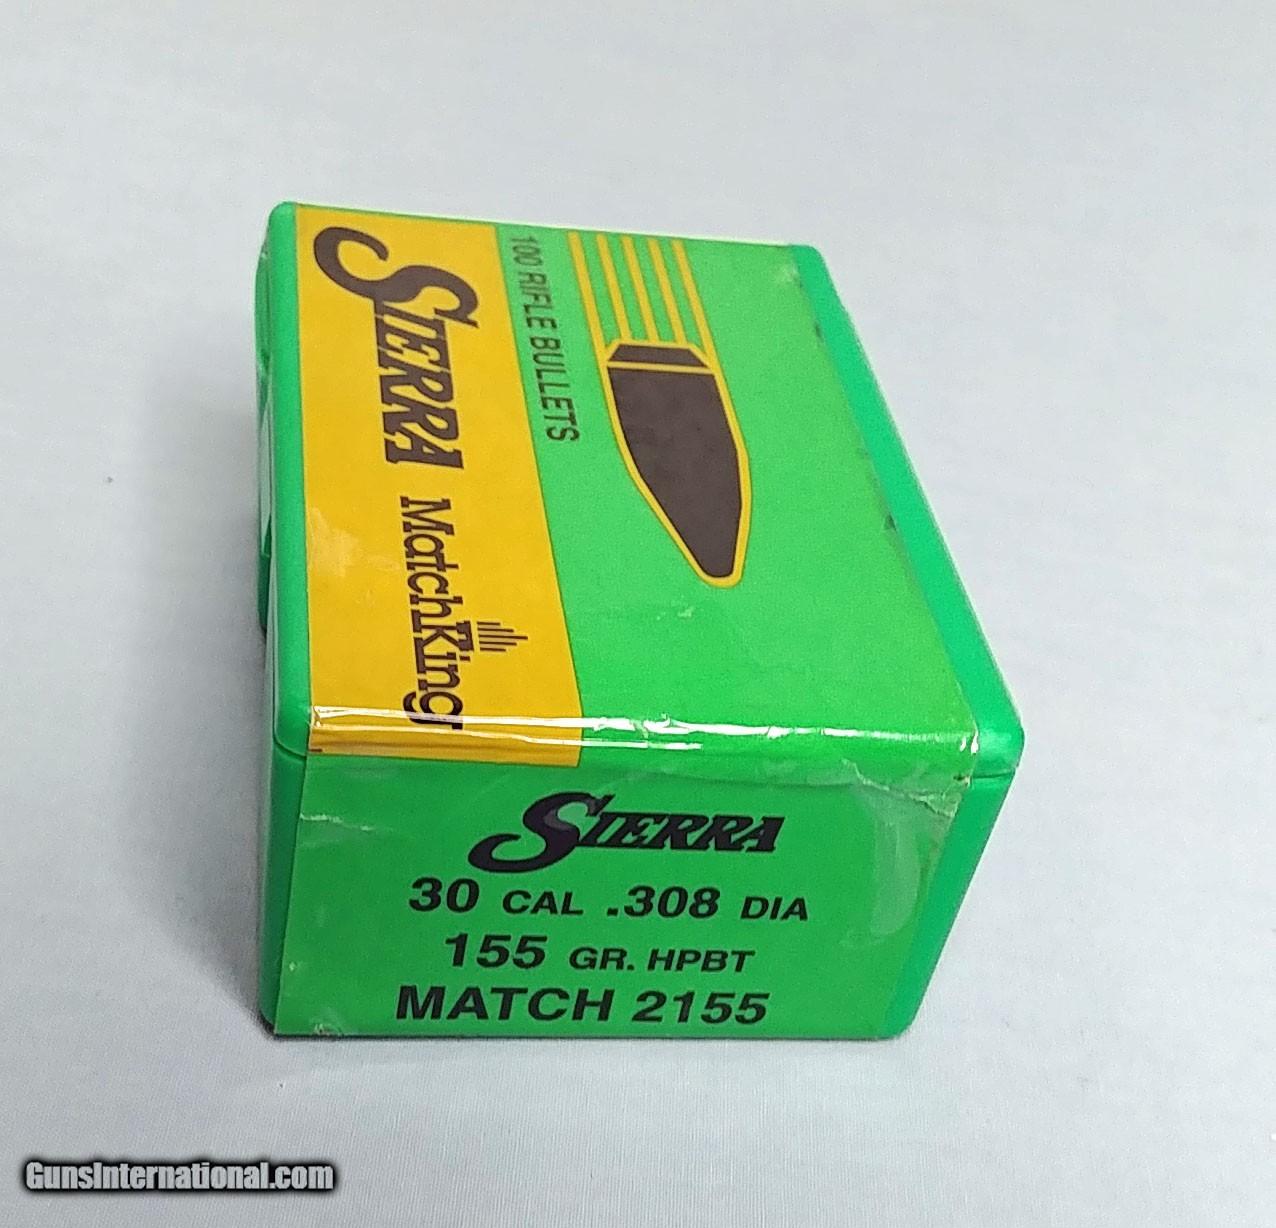 SIERRA MatchKing
100 RIFLE BULLETS
SIERRA
30 CAL .308 DIA
155 GR. HPBT
MATCH 2155
GunsInternational.com